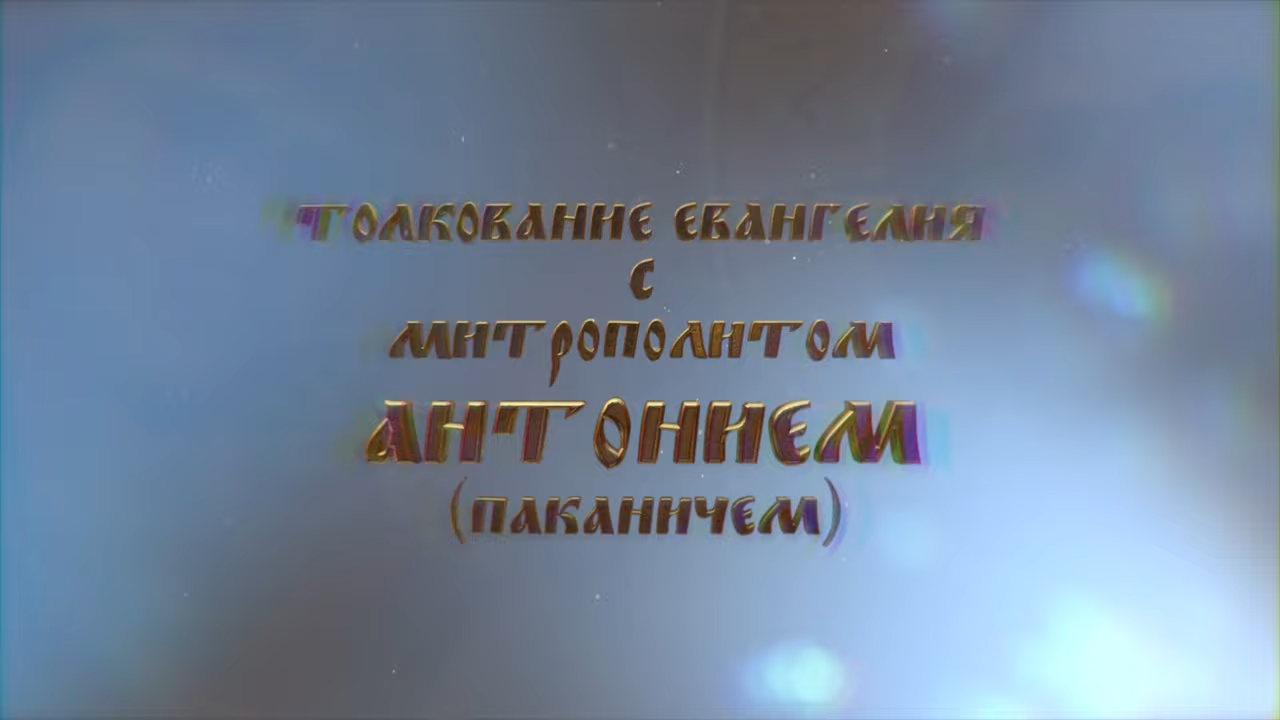 ТОЛКОВАНИЕ ЕВАНГЕЛИЯ
С
МИТРОПОЛИТОМ
АНТОНИЕМ
(ПАКАНИЧЕМ)